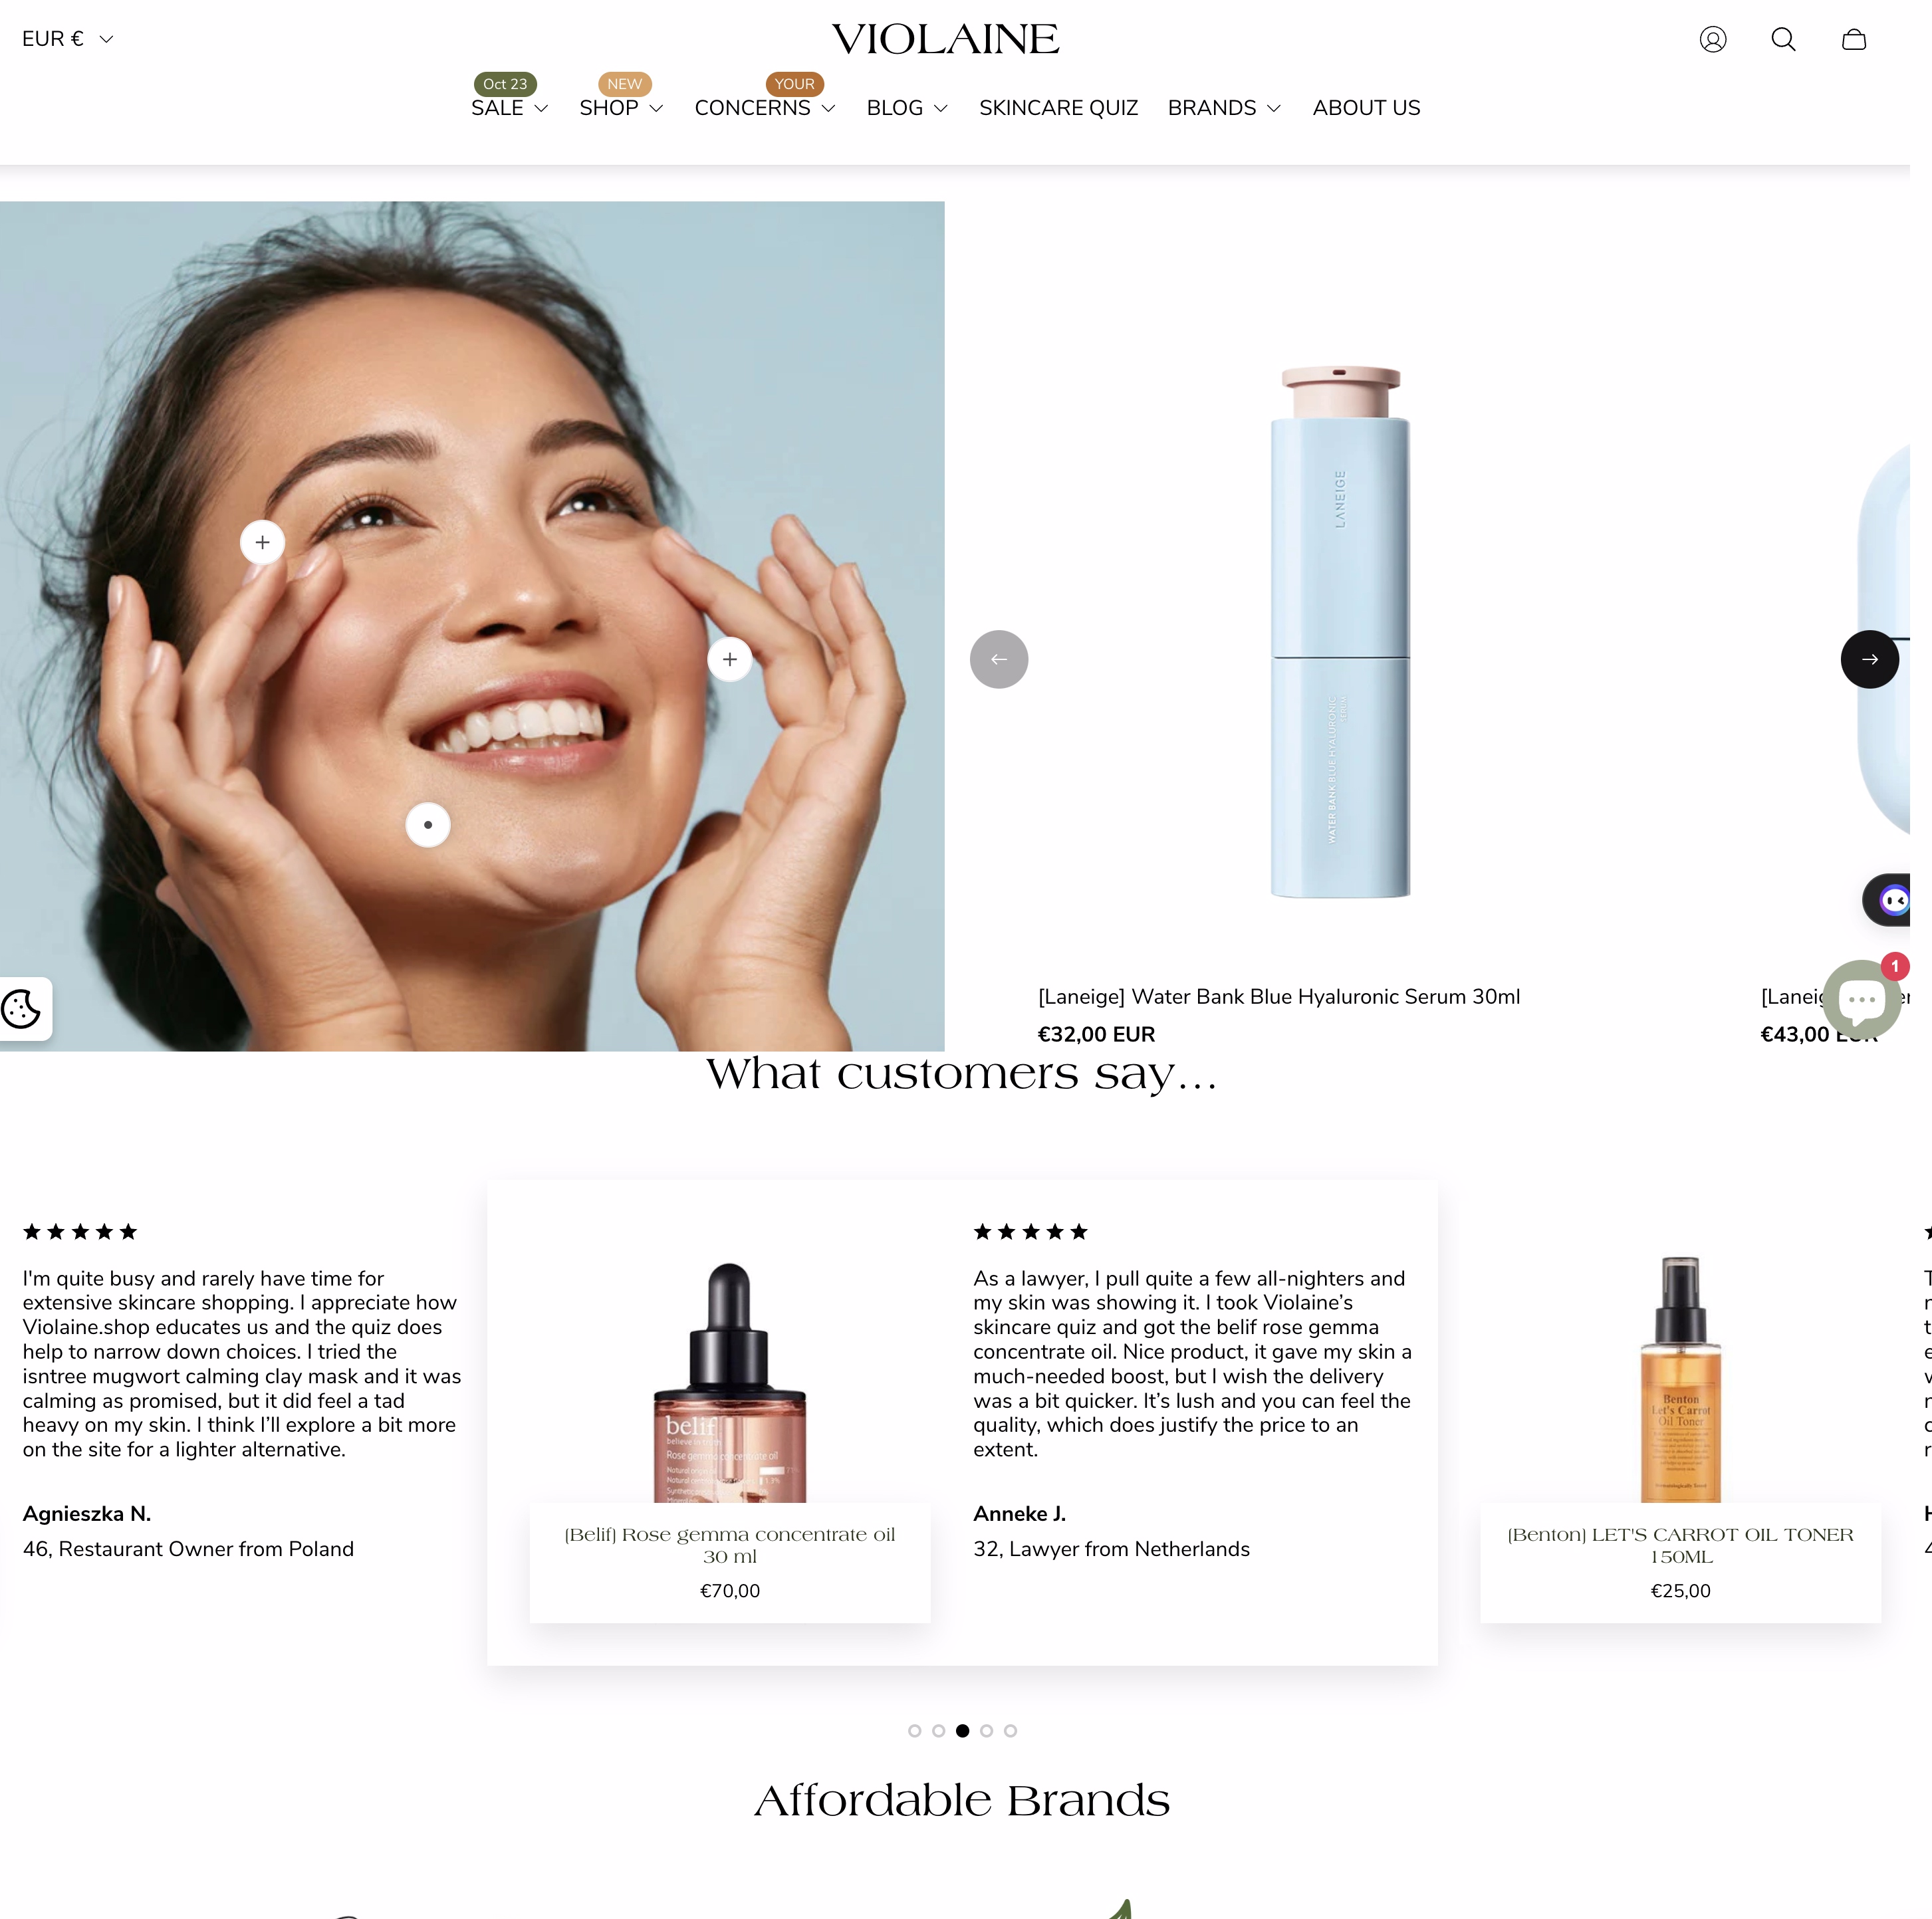 EUR €
VIOLAINE
Oct 23
NEW
YOUR
SALE
SHOP
CONCERNS
BLOG
SKINCARE QUIZ
BRANDS
ABOUT US
LANEIGE
WATER BANK BLUE HYALURONIC
SERUM
1
[Laneige] Water Bank Blue Hyaluronic Serum 30ml
€32,00 EUR
€43,00 EUR
What customers say...
★★★★★
I'm quite busy and rarely have time for
extensive skincare shopping. I appreciate how
Violaine.shop educates us and the quiz does
help to narrow down choices. I tried the
isntree mugwort calming clay mask and it was
calming as promised, but it did feel a tad
heavy on my skin. I think I’ll explore a bit more
on the site for a lighter alternative.
Agnieszka N.
46, Restaurant Owner from Poland
belif
believe in truth
Rose gemma concentrate oil
[Belif] Rose gemma concentrate oil
30 ml
€70,00
★★★★★
As a lawyer, I pull quite a few all-nighters and
my skin was showing it. I took Violaine’s
skincare quiz and got the belif rose gemma
concentrate oil. Nice product, it gave my skin a
much-needed boost, but I wish the delivery
was a bit quicker. It’s lush and you can feel the
quality, which does justify the price to an
extent.
Anneke J.
32, Lawyer from Netherlands
Benton
Let's Carrot
Oil Toner
[Benton] LET'S CARROT OIL TONER
150ML
€25,00
Affordable Brands